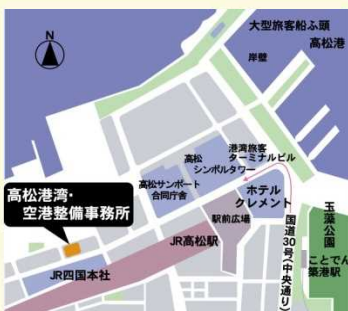 N
大型旅客船ふ頭
高松港
岸壁
港湾旅客
ターミナルビル
高松
シンボルタワー
高松サンポート
合同庁舎
ホテル
クレメント
高松港湾・
空港整備事務所
駅前広場
JR高松駅
JR四国本社
国道30号(中央通り)
玉藻公園
ことでん
築港駅